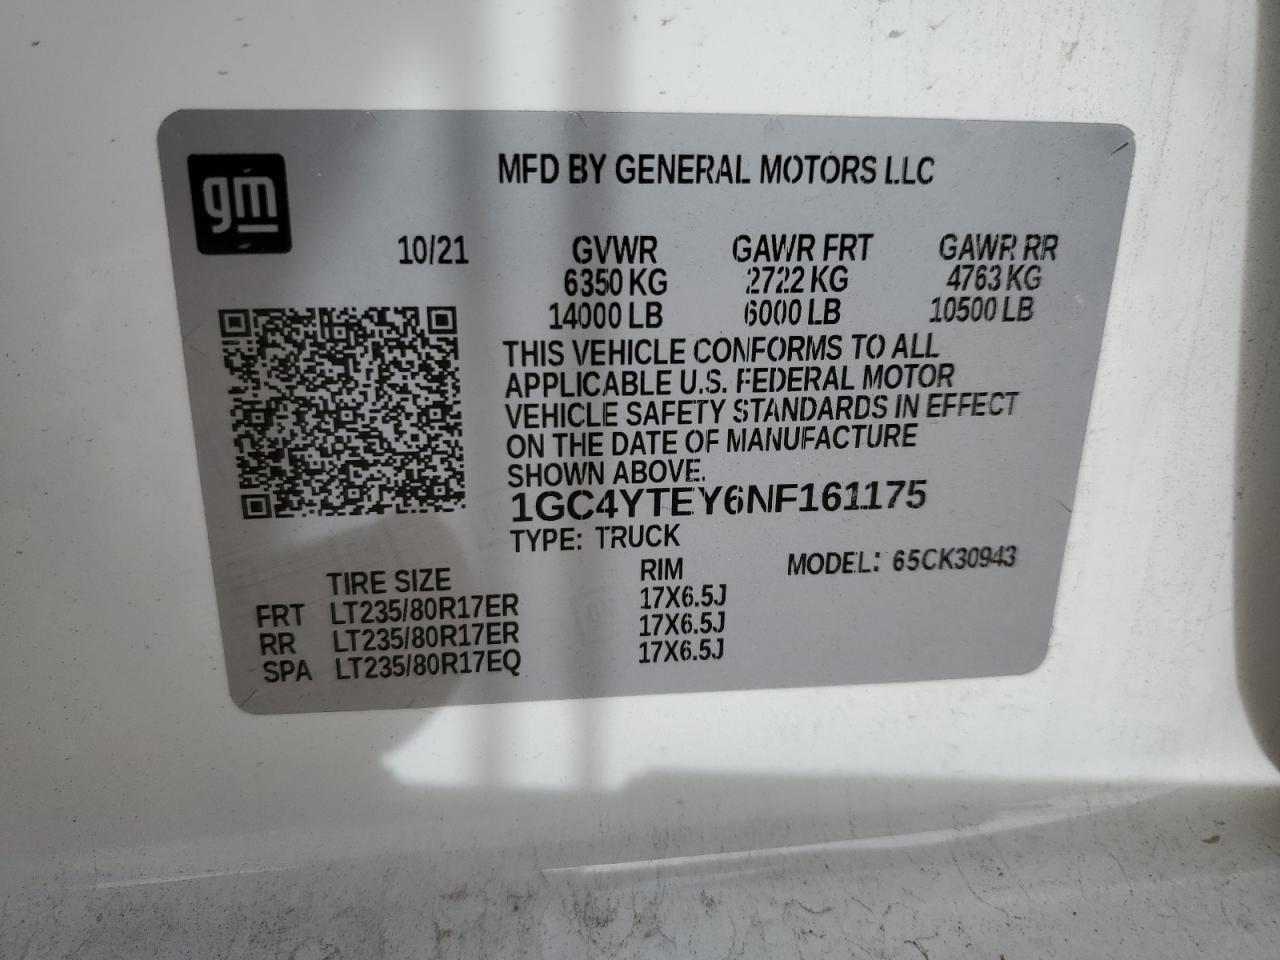 gm
MFD BY GENERAL MOTORS LLC
10/21 GVWR GAWR FRT GAWR RR
6350 KG 2722 KG 4763 KG
14000 LB 6000 LB 10500 LB
THIS VEHICLE CONFORMS TO ALL
APPLICABLE U.S. FEDERAL MOTOR
VEHICLE SAFETY STANDARDS IN EFFECT
ON THE DATE OF MANUFACTURE
SHOWN ABOVE.
1GC4YTEY6NF161175
TYPE: TRUCK
MODEL: 65CK30943
TIRE SIZE RIM
FRT LT235/80R17ER 17X6.5J
RR LT235/80R17ER 17X6.5J
SPA LT235/80R17EQ 17X6.5J